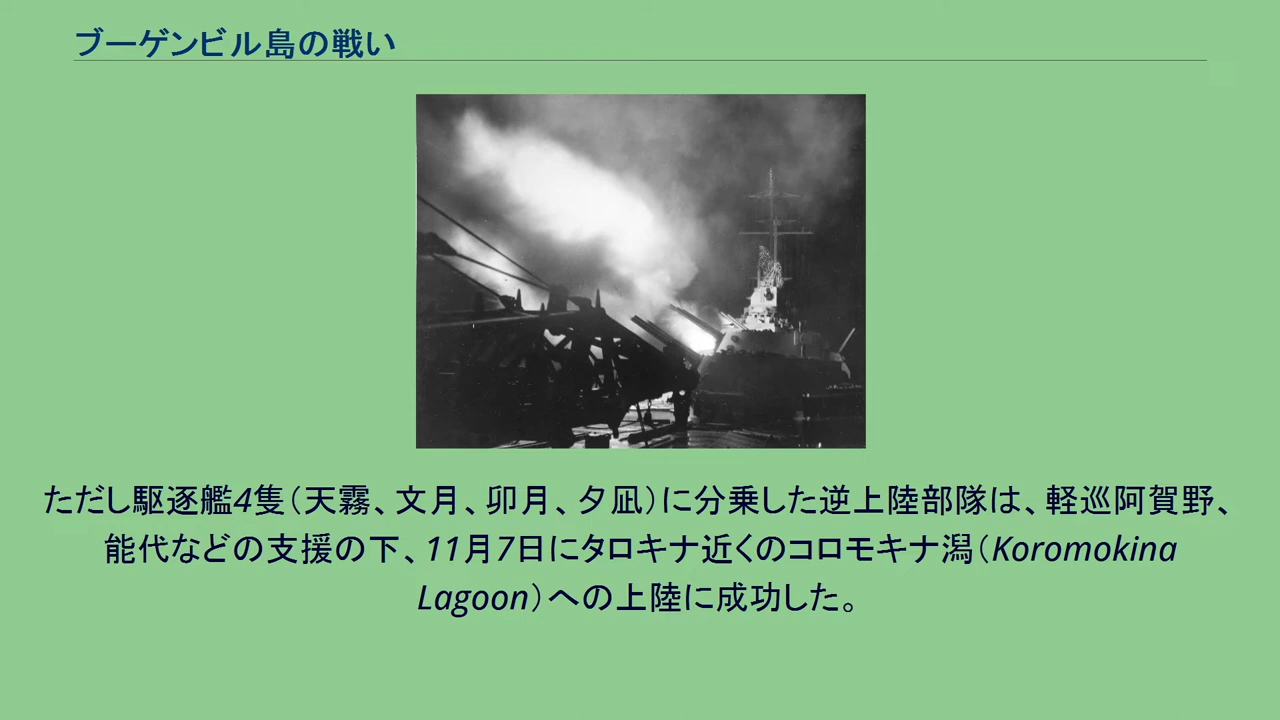 ブーゲンビル島の戦い
ただし駆逐艦4隻（天霧、文月、卯月、夕凪）に分乗した逆上陸部隊は、軽巡阿賀野、
能代などの支援の下、11月7日にタロキナ近くのコロモキナ潟（Koromokina
Lagoon）への上陸に成功した。